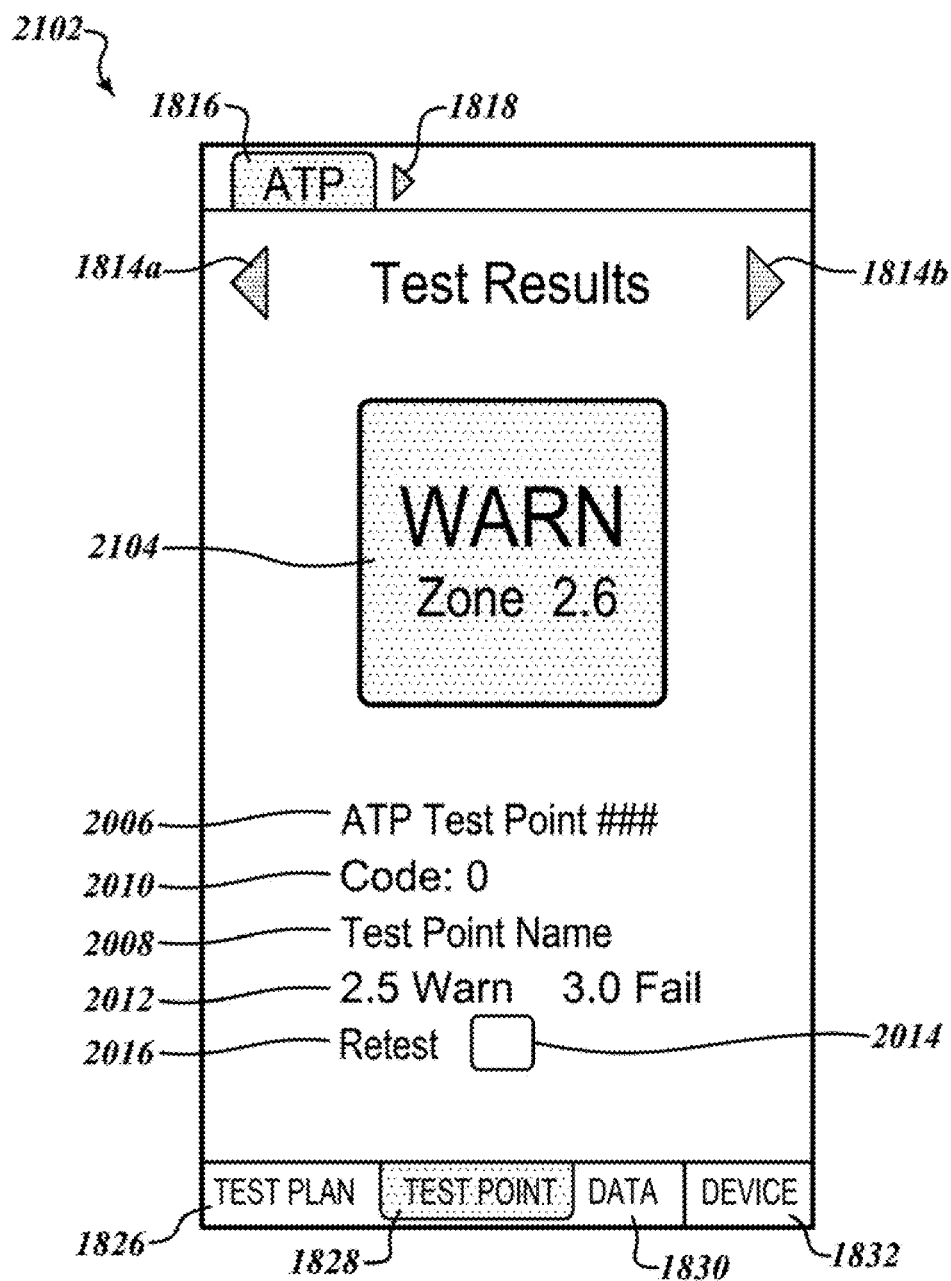 2102
1816
1818
ATP
1814a
Test Results
1814b
WARN
2104
Zone 2.6
2006
ATP Test Point ###
2010
Code: 0
2008
Test Point Name
2012
2.5 Warn 3.0 Fail
2016
Retest
2014
TEST PLAN TEST POINT DATA DEVICE
1826
1828
1830
1832